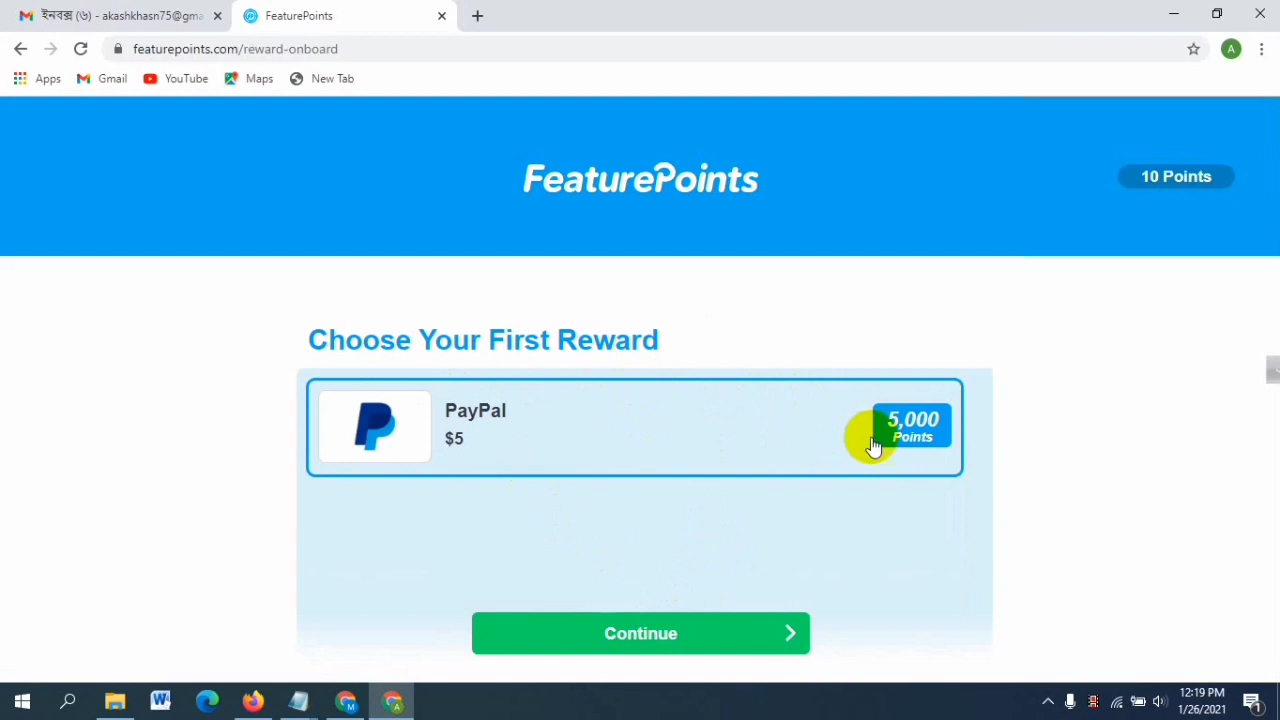 ইনবক্স (৬) - akashkhasn75@gma
FeaturePoints
featurepoints.com/reward-onboard
A
Apps
Gmail
YouTube
Maps
New Tab
FeaturePoints
10 Points
Choose Your First Reward
PayPal
$5
5,000
Points
Continue
12:19 PM
1/26/2021